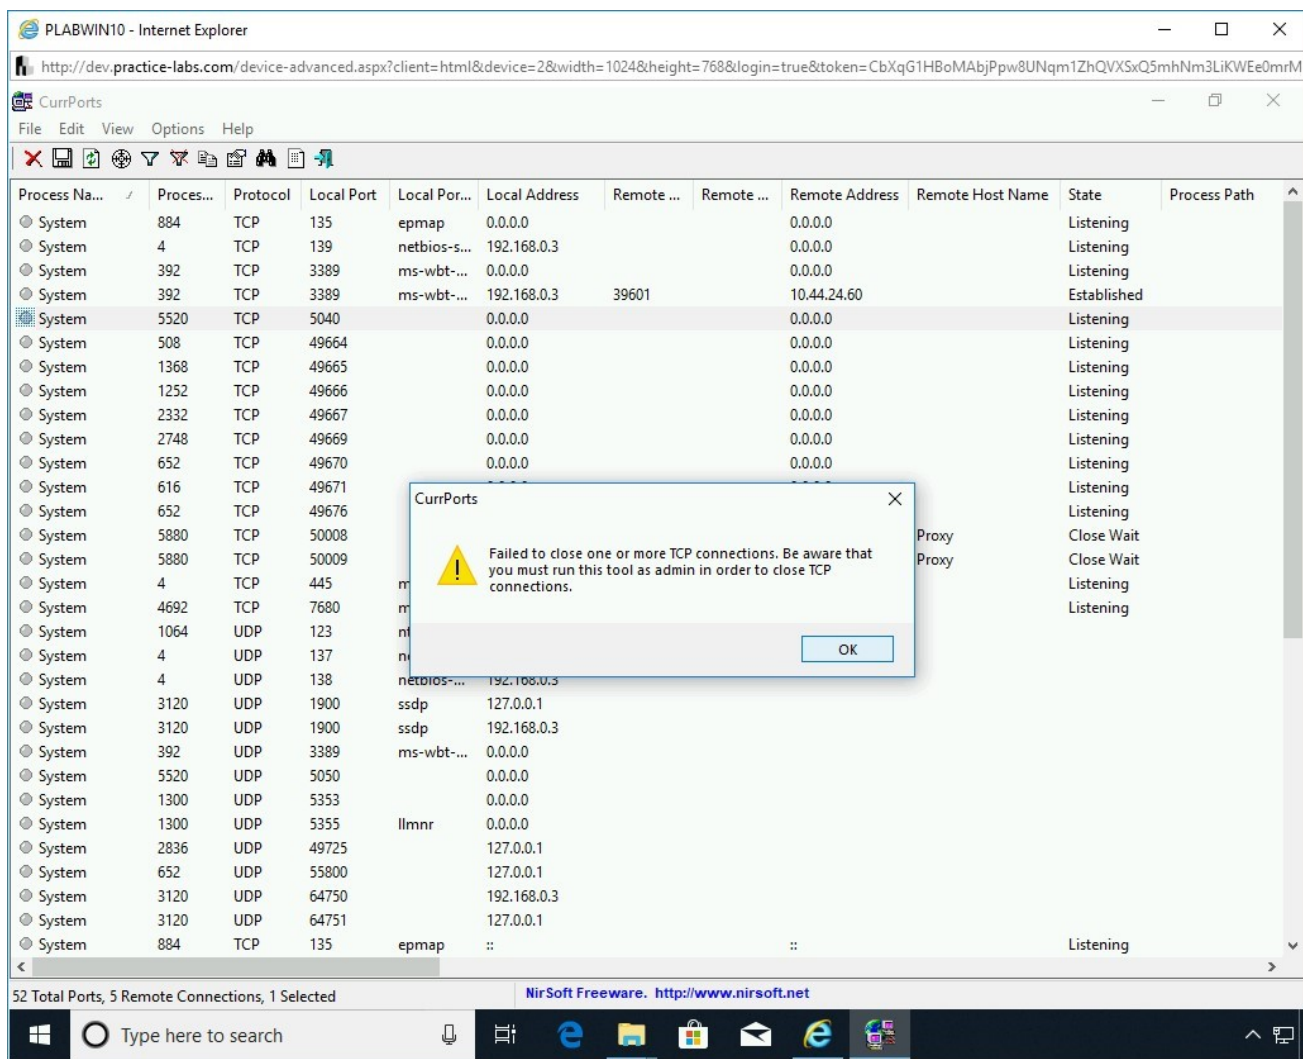 PLABWIN10 - Internet Explorer
http://dev.practice-labs.com/device-advanced.aspx?client=html&device=2&width=1024&height=768&login=true&token=CbXqG1HBoMAbjPpw8UNqm1ZhQVXSxQ5mhNm3LiKWEe0mrM
CurrPorts
File Edit View Options Help
Process Na... Proces... Protocol Local Port Local Por... Local Address Remote ... Remote ... Remote Address Remote Host Name State Process Path
System 884 TCP 135 epmap 0.0.0.0 0.0.0.0 Listening
System 4 TCP 139 netbios-s... 192.168.0.3 0.0.0.0 Listening
System 392 TCP 3389 ms-wbt-... 0.0.0.0 0.0.0.0 Listening
System 392 TCP 3389 ms-wbt-... 192.168.0.3 39601 10.44.24.60 Established
System 5520 TCP 5040 0.0.0.0 0.0.0.0 Listening
System 508 TCP 49664 0.0.0.0 0.0.0.0 Listening
System 1368 TCP 49665 0.0.0.0 0.0.0.0 Listening
System 1252 TCP 49666 0.0.0.0 0.0.0.0 Listening
System 2332 TCP 49667 0.0.0.0 0.0.0.0 Listening
System 2748 TCP 49669 0.0.0.0 0.0.0.0 Listening
System 652 TCP 49670 0.0.0.0 0.0.0.0 Listening
System 616 TCP 49671 Listening
System 652 TCP 49676 Listening
System 5880 TCP 50008 Proxy Close Wait
System 5880 TCP 50009 Proxy Close Wait
System 4 TCP 445 m Listening
System 4692 TCP 7680 m Listening
System 1064 UDP 123 nt
System 4 UDP 137 ne
System 4 UDP 138 netbios-... 192.168.0.3
System 3120 UDP 1900 ssdp 127.0.0.1
System 3120 UDP 1900 ssdp 192.168.0.3
System 392 UDP 3389 ms-wbt-... 0.0.0.0
System 5520 UDP 5050 0.0.0.0
System 1300 UDP 5353 0.0.0.0
System 1300 UDP 5355 llmnr 0.0.0.0
System 2836 UDP 49725 127.0.0.1
System 652 UDP 55800 127.0.0.1
System 3120 UDP 64750 192.168.0.3
System 3120 UDP 64751 127.0.0.1
System 884 TCP 135 epmap :: :: Listening
CurrPorts
Failed to close one or more TCP connections. Be aware that
you must run this tool as admin in order to close TCP
connections.
OK
52 Total Ports, 5 Remote Connections, 1 Selected
NirSoft Freeware. http://www.nirsoft.net
Type here to search